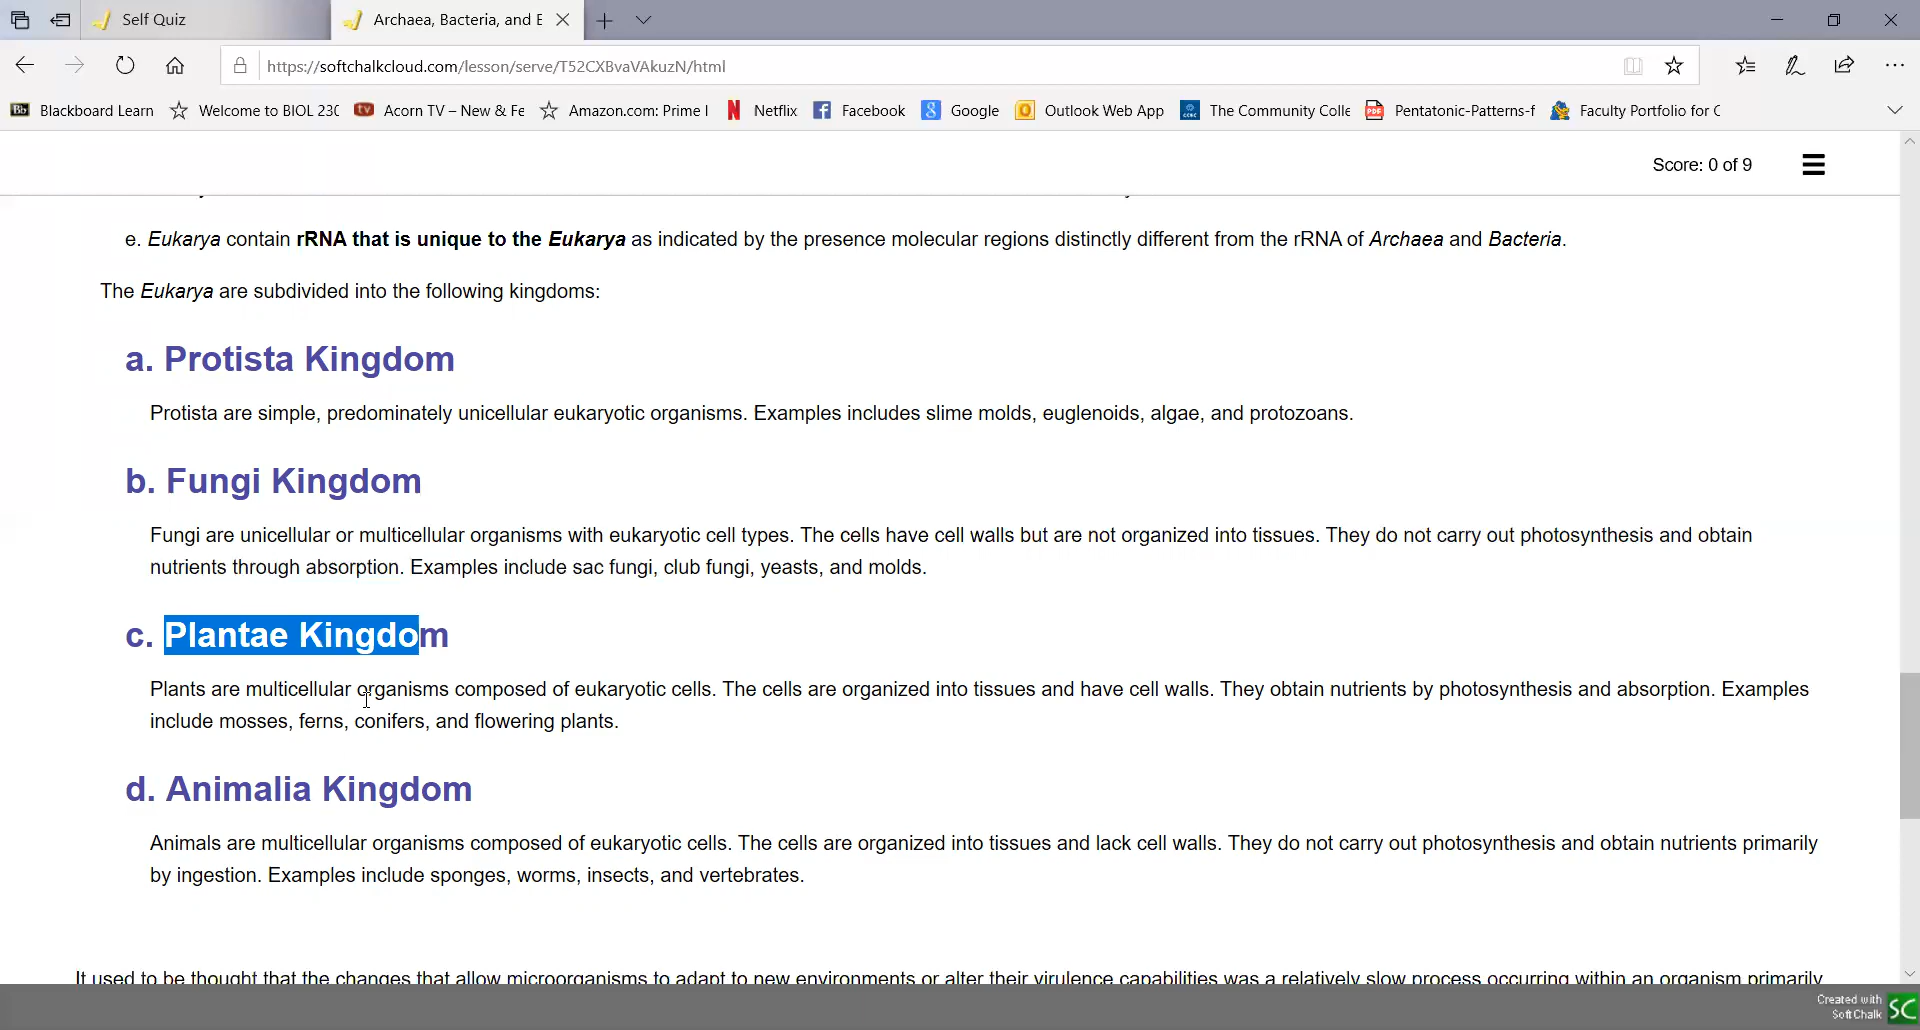 Self Quiz
Archaea, Bacteria, and E
https://softchalkcloud.com/lesson/serve/T52CXBvaVAkuzN/html
Bb Blackboard Learn Welcome to BIOL 230 tv Acorn TV – New & Fe Amazon.com: Prime I N Netflix f Facebook 8 Google Outlook Web App CCBC The Community Colle PDF Pentatonic-Patterns-f Faculty Portfolio for C
Score: 0 of 9
e. Eukarya contain rRNA that is unique to the Eukarya as indicated by the presence molecular regions distinctly different from the rRNA of Archaea and Bacteria.
The Eukarya are subdivided into the following kingdoms:
a. Protista Kingdom
Protista are simple, predominately unicellular eukaryotic organisms. Examples includes slime molds, euglenoids, algae, and protozoans.
b. Fungi Kingdom
Fungi are unicellular or multicellular organisms with eukaryotic cell types. The cells have cell walls but are not organized into tissues. They do not carry out photosynthesis and obtain
nutrients through absorption. Examples include sac fungi, club fungi, yeasts, and molds.
c. Plantae Kingdom
Plants are multicellular organisms composed of eukaryotic cells. The cells are organized into tissues and have cell walls. They obtain nutrients by photosynthesis and absorption. Examples
include mosses, ferns, conifers, and flowering plants.
d. Animalia Kingdom
Animals are multicellular organisms composed of eukaryotic cells. The cells are organized into tissues and lack cell walls. They do not carry out photosynthesis and obtain nutrients primarily
by ingestion. Examples include sponges, worms, insects, and vertebrates.
It used to be thought that the changes that allow microorganisms to adapt to new environments or alter their virulence capabilities was a relatively slow process occurring within an organism primarily
Created with
SoftChalk SC